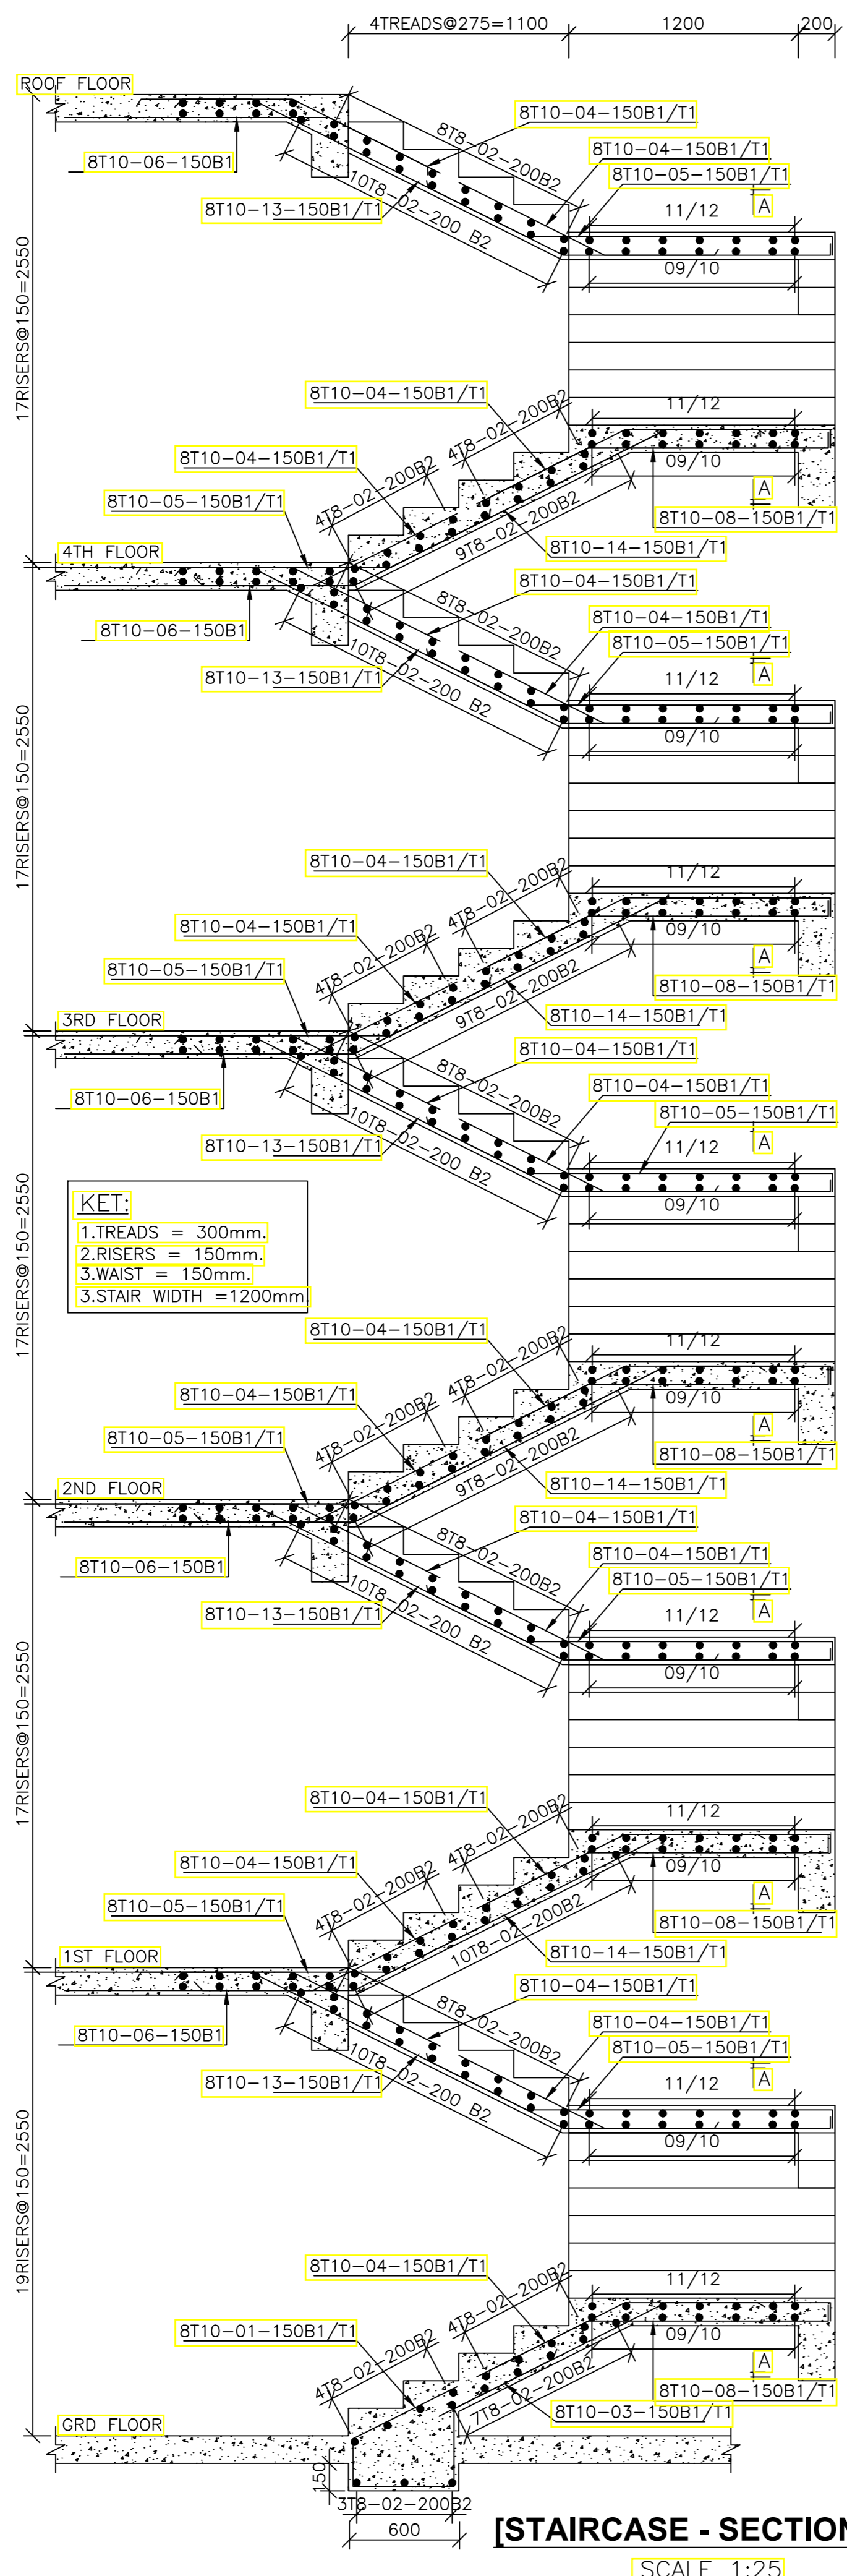 4TREADS@275=1100
1200
200
ROOF FLOOR
8T10-04-150B1/T1
8T8-02-200B2
8T10-06-150B1
8T10-04-150B1/T1
8T10-05-150B1/T1
10T8-02-200 B2
8T10-13-150B1/T1
11/12
A
09/10
17RISERS@150=2550
8T10-04-150B1/T1
4T8-02-200B2
11/12
8T10-04-150B1/T1
4T8-02-200B2
09/10
8T10-05-150B1/T1
A
9T8-02-200B2
8T10-08-150B1/T1
4TH FLOOR
8T10-14-150B1/T1
8T10-04-150B1/T1
8T8-02-200B2
8T10-06-150B1
8T10-04-150B1/T1
8T10-05-150B1/T1
10T8-02-200 B2
8T10-13-150B1/T1
11/12
A
09/10
17RISERS@150=2550
8T10-04-150B1/T1
4T8-02-200B2
11/12
8T10-04-150B1/T1
4T8-02-200B2
09/10
8T10-05-150B1/T1
A
9T8-02-200B2
8T10-08-150B1/T1
3RD FLOOR
8T10-14-150B1/T1
8T10-04-150B1/T1
8T8-02-200B2
8T10-06-150B1
8T10-04-150B1/T1
8T10-05-150B1/T1
10T8-02-200 B2
8T10-13-150B1/T1
11/12
A
09/10
KET:
1.TREADS = 300mm.
2.RISERS = 150mm.
3.WAIST = 150mm.
3.STAIR WIDTH =1200mm.
17RISERS@150=2550
8T10-04-150B1/T1
4T8-02-200B2
11/12
8T10-04-150B1/T1
4T8-02-200B2
09/10
8T10-05-150B1/T1
A
9T8-02-200B2
8T10-08-150B1/T1
2ND FLOOR
8T10-14-150B1/T1
8T10-04-150B1/T1
8T8-02-200B2
8T10-06-150B1
8T10-04-150B1/T1
8T10-05-150B1/T1
10T8-02-200 B2
8T10-13-150B1/T1
11/12
A
09/10
17RISERS@150=2550
8T10-04-150B1/T1
4T8-02-200B2
11/12
8T10-04-150B1/T1
4T8-02-200B2
09/10
8T10-05-150B1/T1
A
10T8-02-200B2
8T10-08-150B1/T1
1ST FLOOR
8T10-14-150B1/T1
8T10-04-150B1/T1
8T8-02-200B2
8T10-06-150B1
8T10-04-150B1/T1
8T10-05-150B1/T1
10T8-02-200 B2
8T10-13-150B1/T1
11/12
A
09/10
19RISERS@150=2550
8T10-04-150B1/T1
4T8-02-200B2
11/12
8T10-01-150B1/T1
4T8-02-200B2
09/10
A
7T8-02-200B2
8T10-08-150B1/T1
GRD FLOOR
8T10-03-150B1/T1
150
3T8-02-200B2
600
[STAIRCASE - SECTION
SCALE 1:25